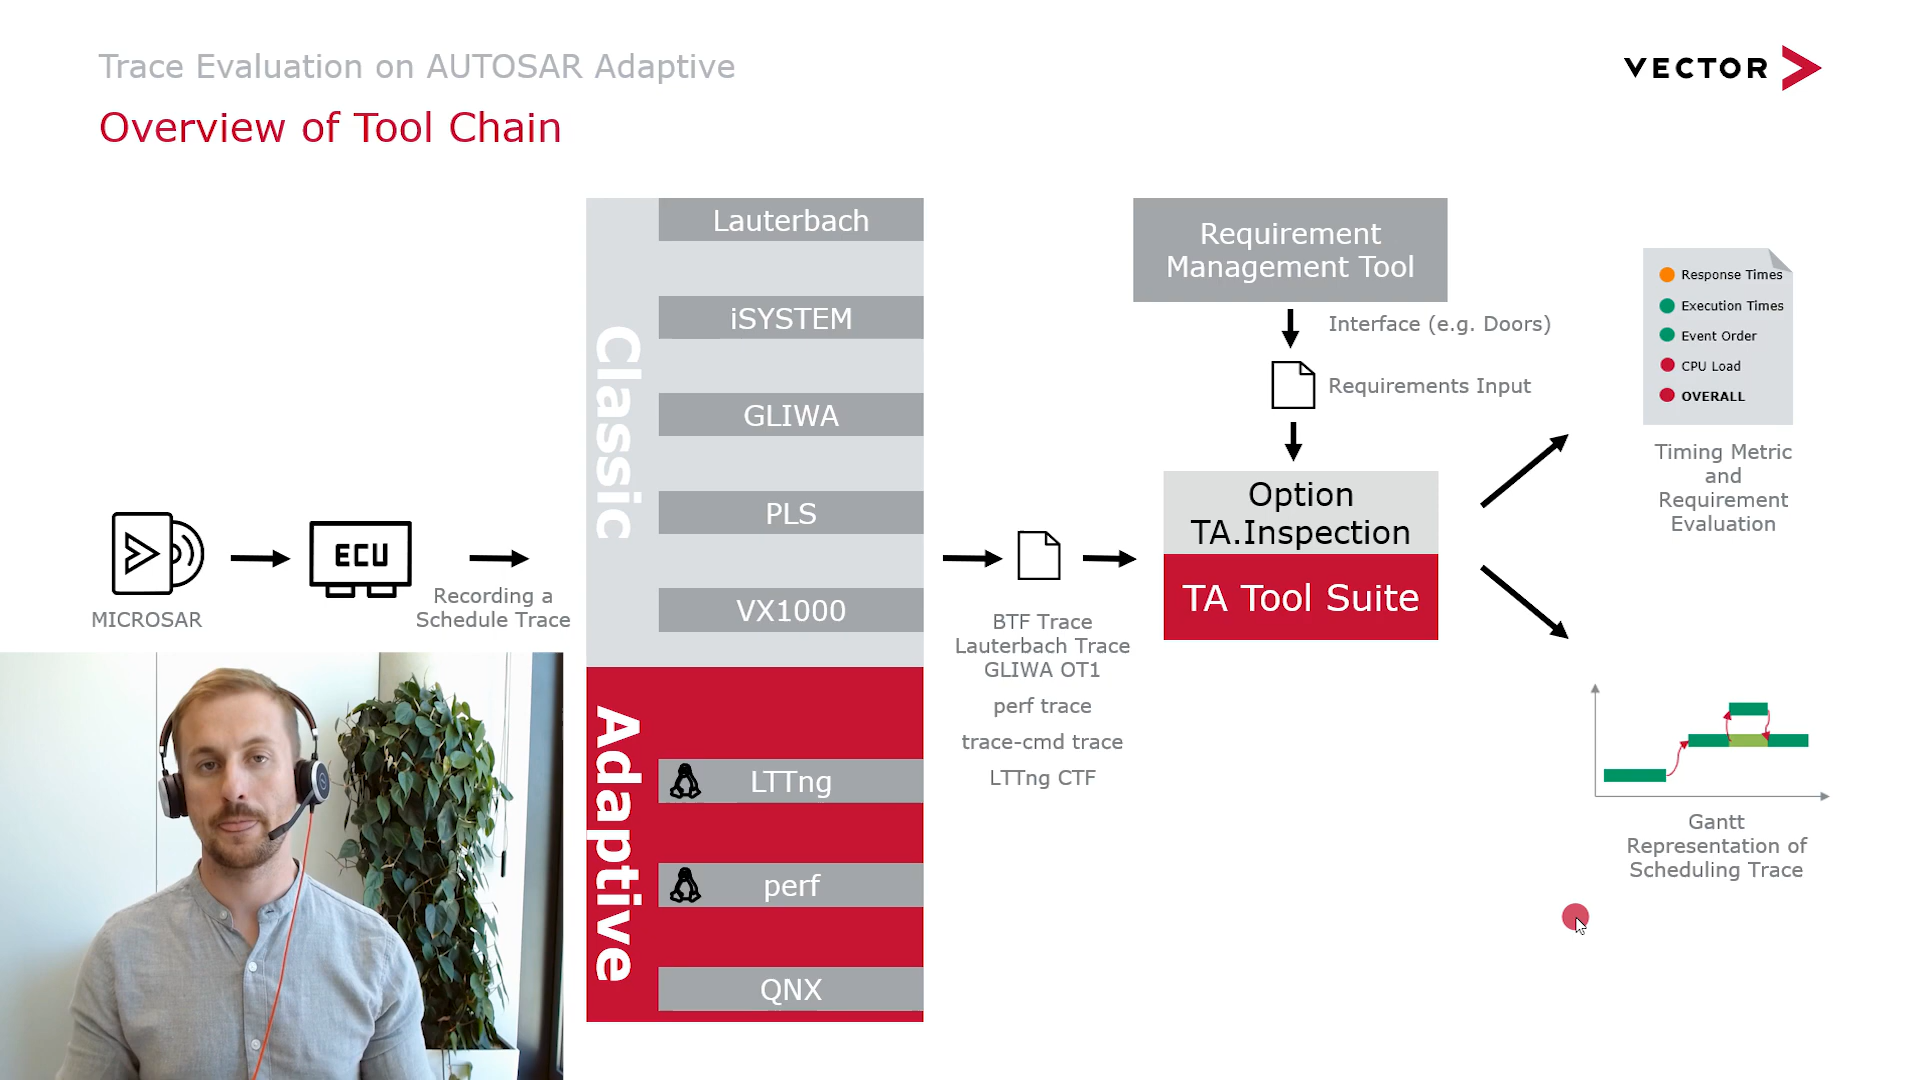 Trace Evaluation on AUTOSAR Adaptive
Overview of Tool Chain
VECTOR
MICROSAR
ECU
Recording a
Schedule Trace
Classic
Lauterbach
iSYSTEM
GLIWA
PLS
VX1000
Adaptive
LTTng
perf
QNX
BTF Trace
Lauterbach Trace
GLIWA OT1
perf trace
trace-cmd trace
LTTng CTF
Requirement
Management Tool
Interface (e.g. Doors)
Requirements Input
Option
TA.Inspection
TA Tool Suite
Response Times
Execution Times
Event Order
CPU Load
OVERALL
Timing Metric
and
Requirement
Evaluation
Gantt
Representation of
Scheduling Trace